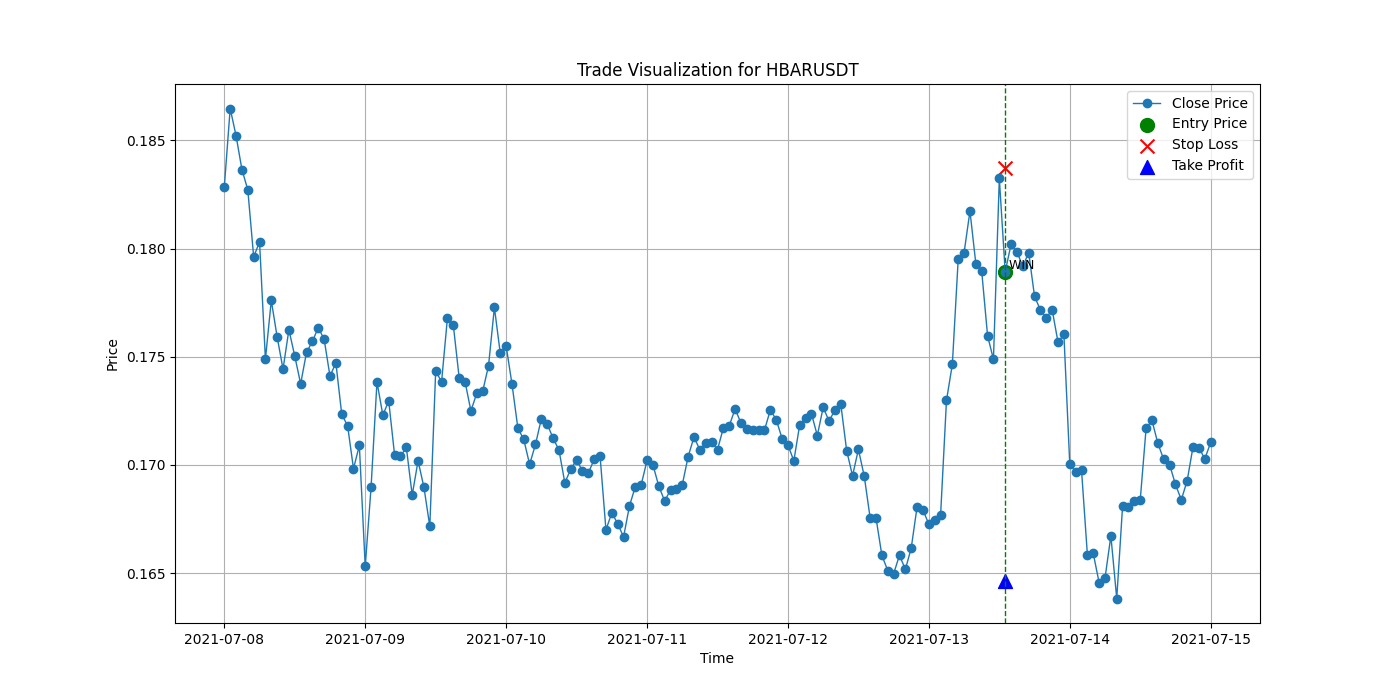 Trade Visualization for HBARUSDT
Close Price
Entry Price
Stop Loss
Take Profit
WIN
Price
0.185
0.180
0.175
0.170
0.165
2021-07-08
2021-07-09
2021-07-10
2021-07-11
2021-07-12
2021-07-13
2021-07-14
2021-07-15
Time